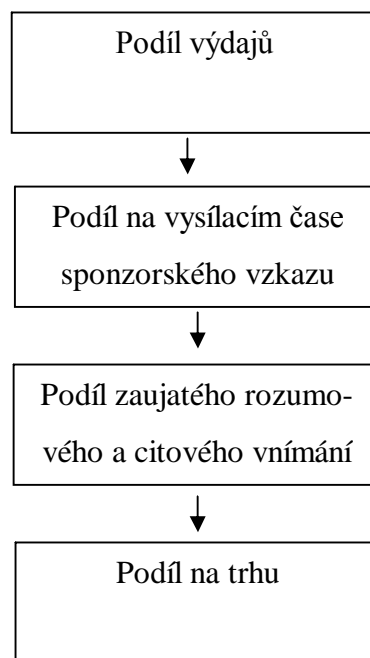 Podíl výdajů
Podíl na vysílacím čase
sponzorského vzkazu
Podíl zaujatého rozumo-
vého a citového vnímání
Podíl na trhu